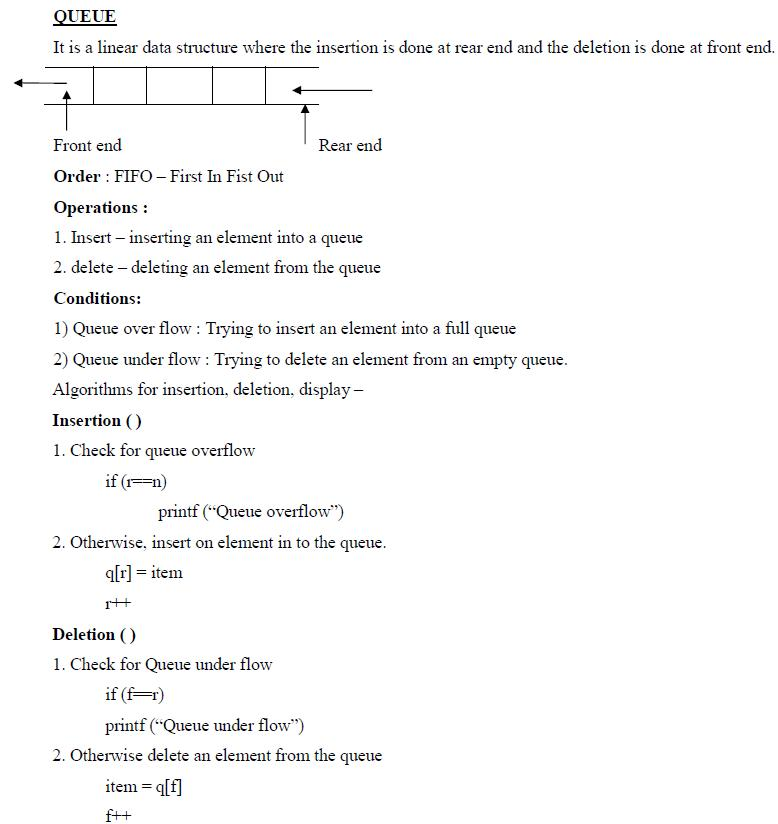 QUEUE
It is a linear data structure where the insertion is done at rear end and the deletion is done at front end.
Front end Rear end
Order : FIFO – First In Fist Out
Operations :
1. Insert – inserting an element into a queue
2. delete – deleting an element from the queue
Conditions:
1) Queue over flow : Trying to insert an element into a full queue
2) Queue under flow : Trying to delete an element from an empty queue.
Algorithms for insertion, deletion, display –
Insertion ( )
1. Check for queue overflow
if (r==n)
printf (“Queue overflow”)
2. Otherwise, insert on element in to the queue.
q[r] = item
r++
Deletion ( )
1. Check for Queue under flow
if (f==r)
printf (“Queue under flow”)
2. Otherwise delete an element from the queue
item = q[f]
f++